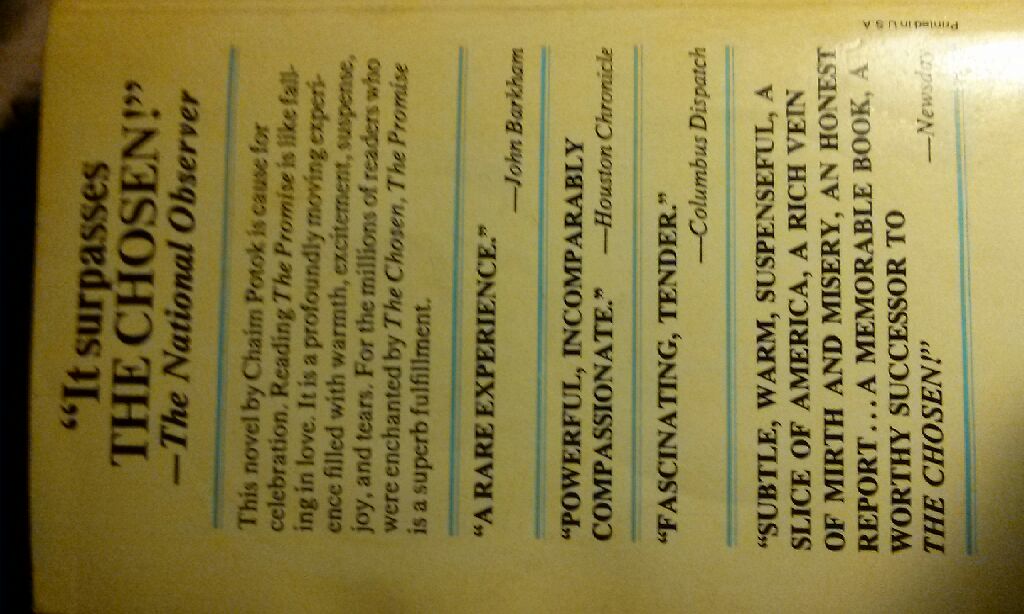 “It surpasses
THE CHOSEN!”
—The National Observer
This novel by Chaim Potok is cause for
celebration. Reading The Promise is like fall-
ing in love. It is a profoundly moving experi-
ence filled with warmth, excitement, suspense,
joy, and tears. For the millions of readers who
were enchanted by The Chosen, The Promise
is a superb fulfillment.
“A RARE EXPERIENCE.”
—John Barkham
“POWERFUL, INCOMPARABLY
COMPASSIONATE.”
—Houston Chronicle
“FASCINATING, TENDER.”
—Columbus Dispatch
“SUBTLE, WARM, SUSPENSEFUL, A
SLICE OF AMERICA, A RICH VEIN
OF MIRTH AND MISERY, AN HONEST
REPORT...A MEMORABLE BOOK, A
WORTHY SUCCESSOR TO
THE CHOSEN!”
—Newsday
Printed in U S A